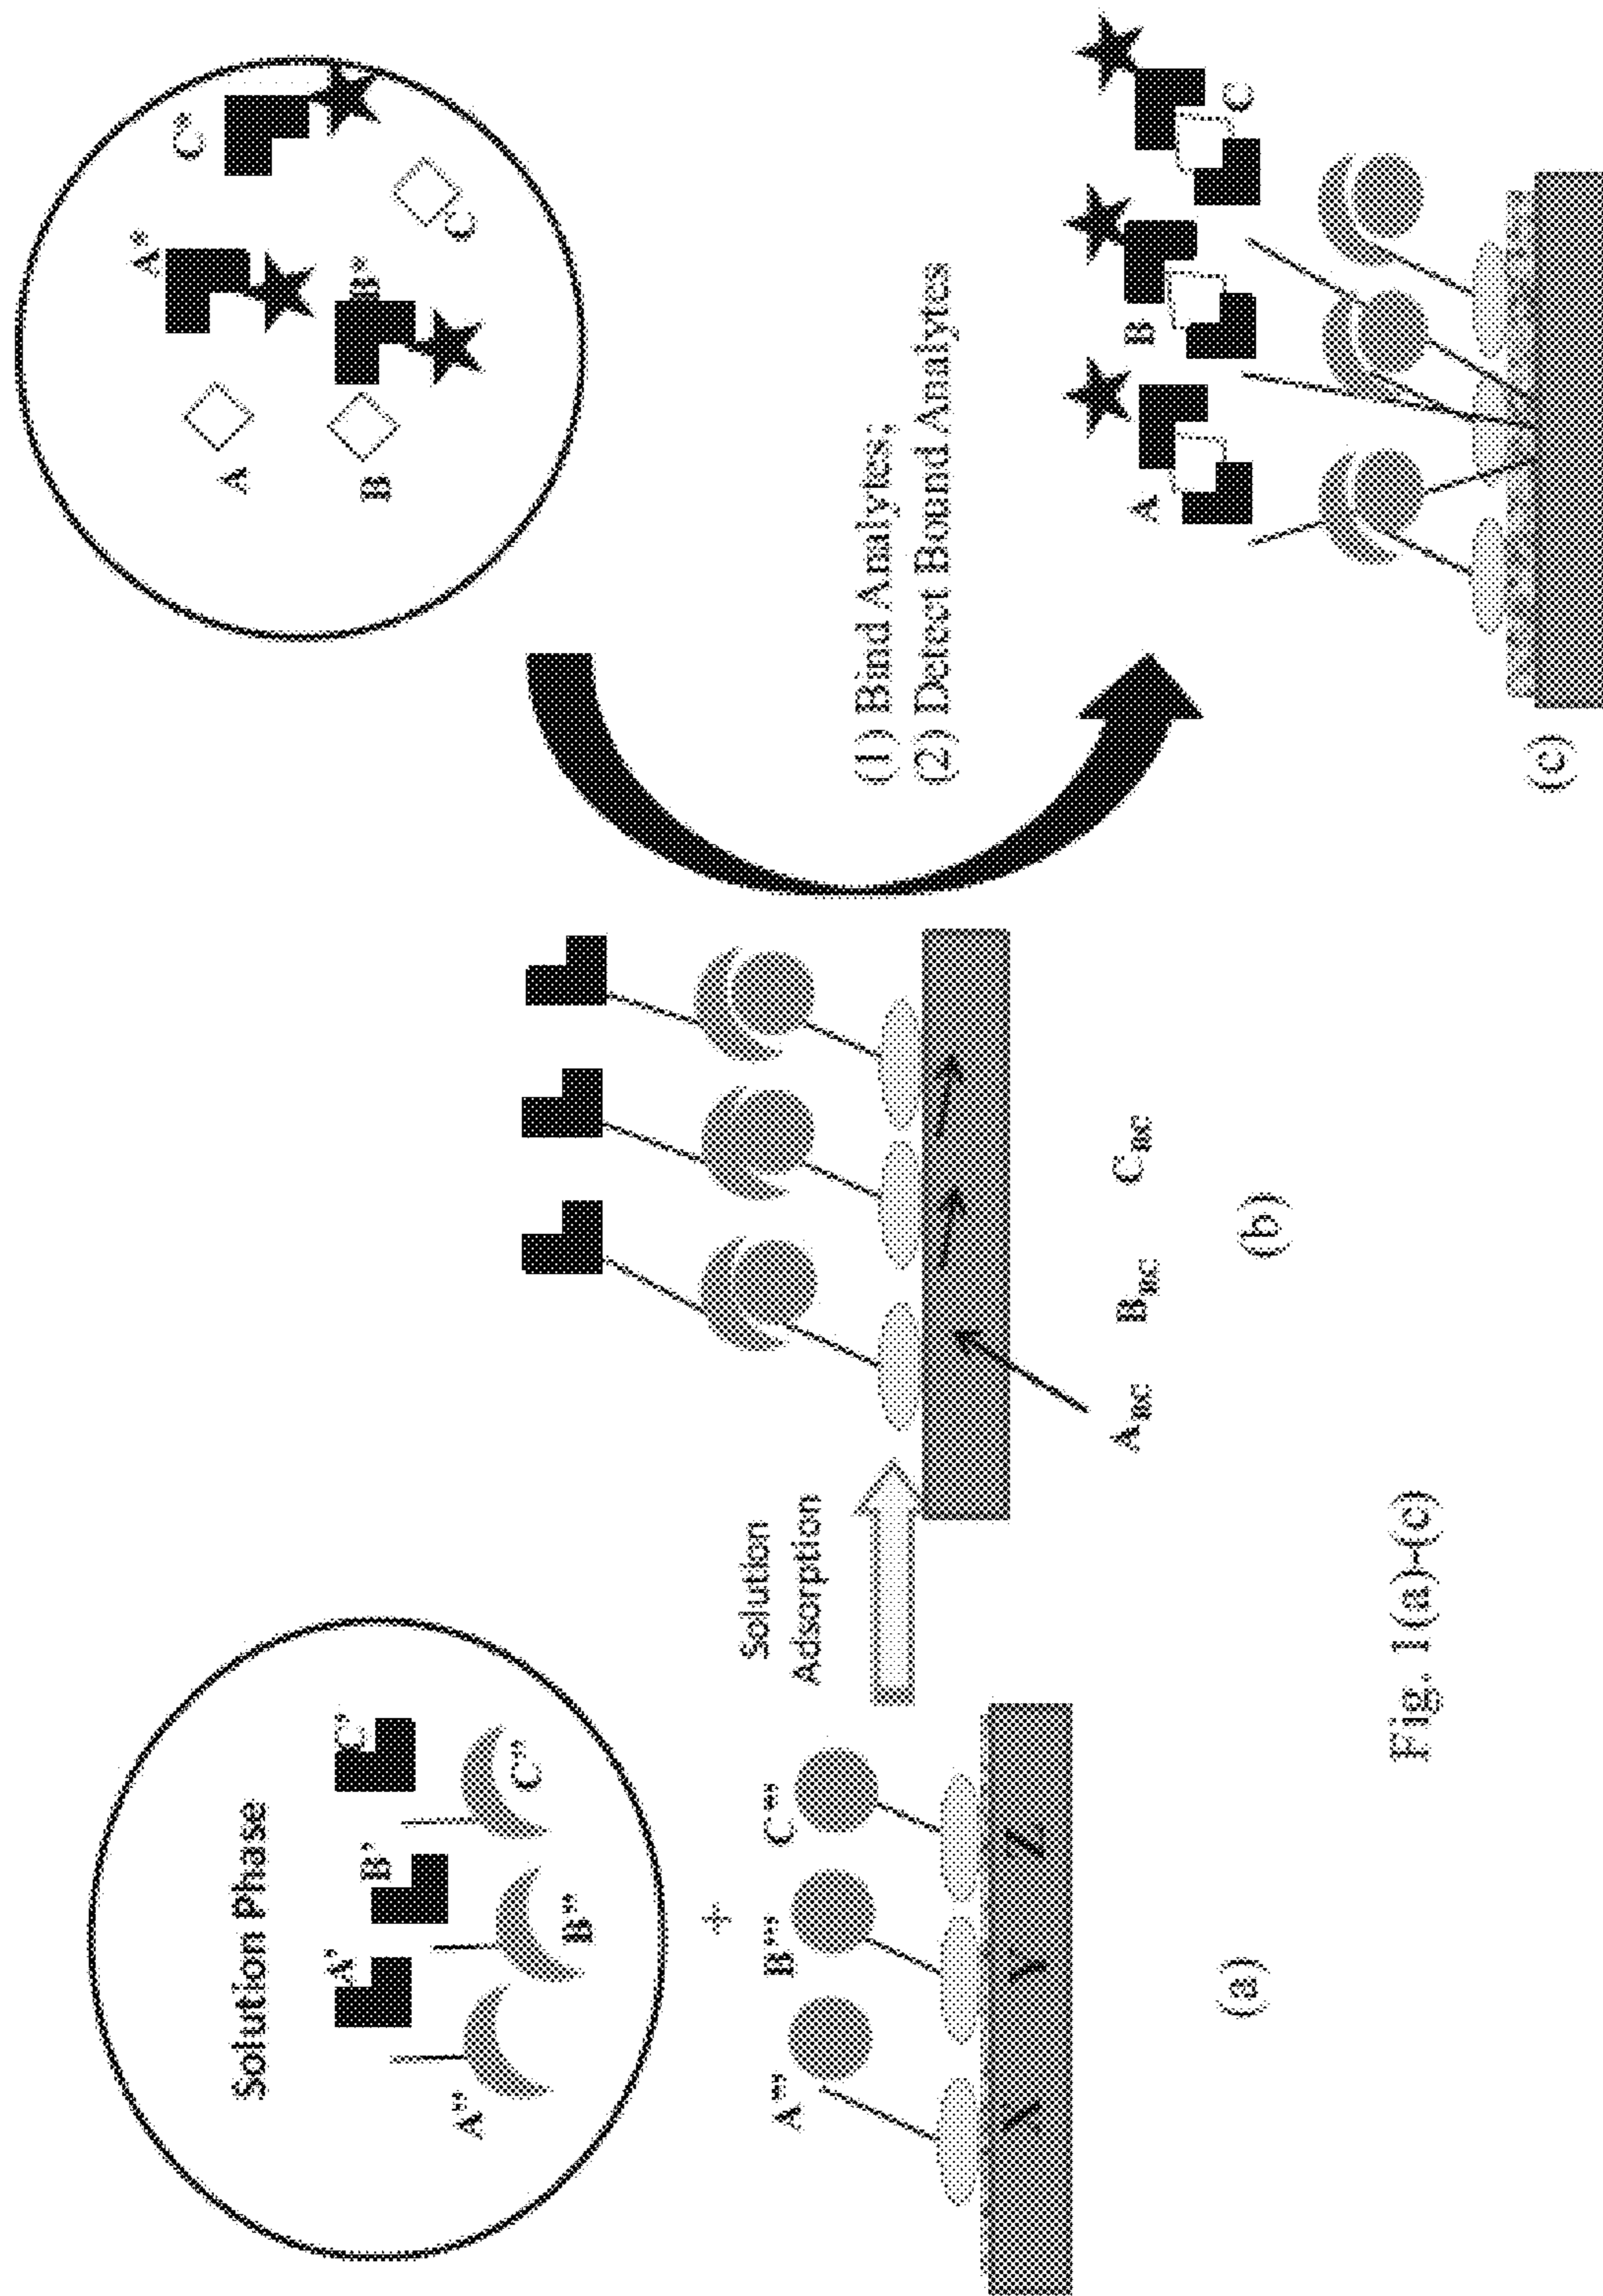 Solution Phase
A’ B’ C’
A” B” C”
+
A”’ B”’ C”’
(a)
Solution
Adsorption
A_BC B_BC C_BC
(b)
A* C*
A B* C
B
(1) Bind Analytes;
(2) Detect Bound Analytes
A B C
(c)
Fig. 1(a)-(c)